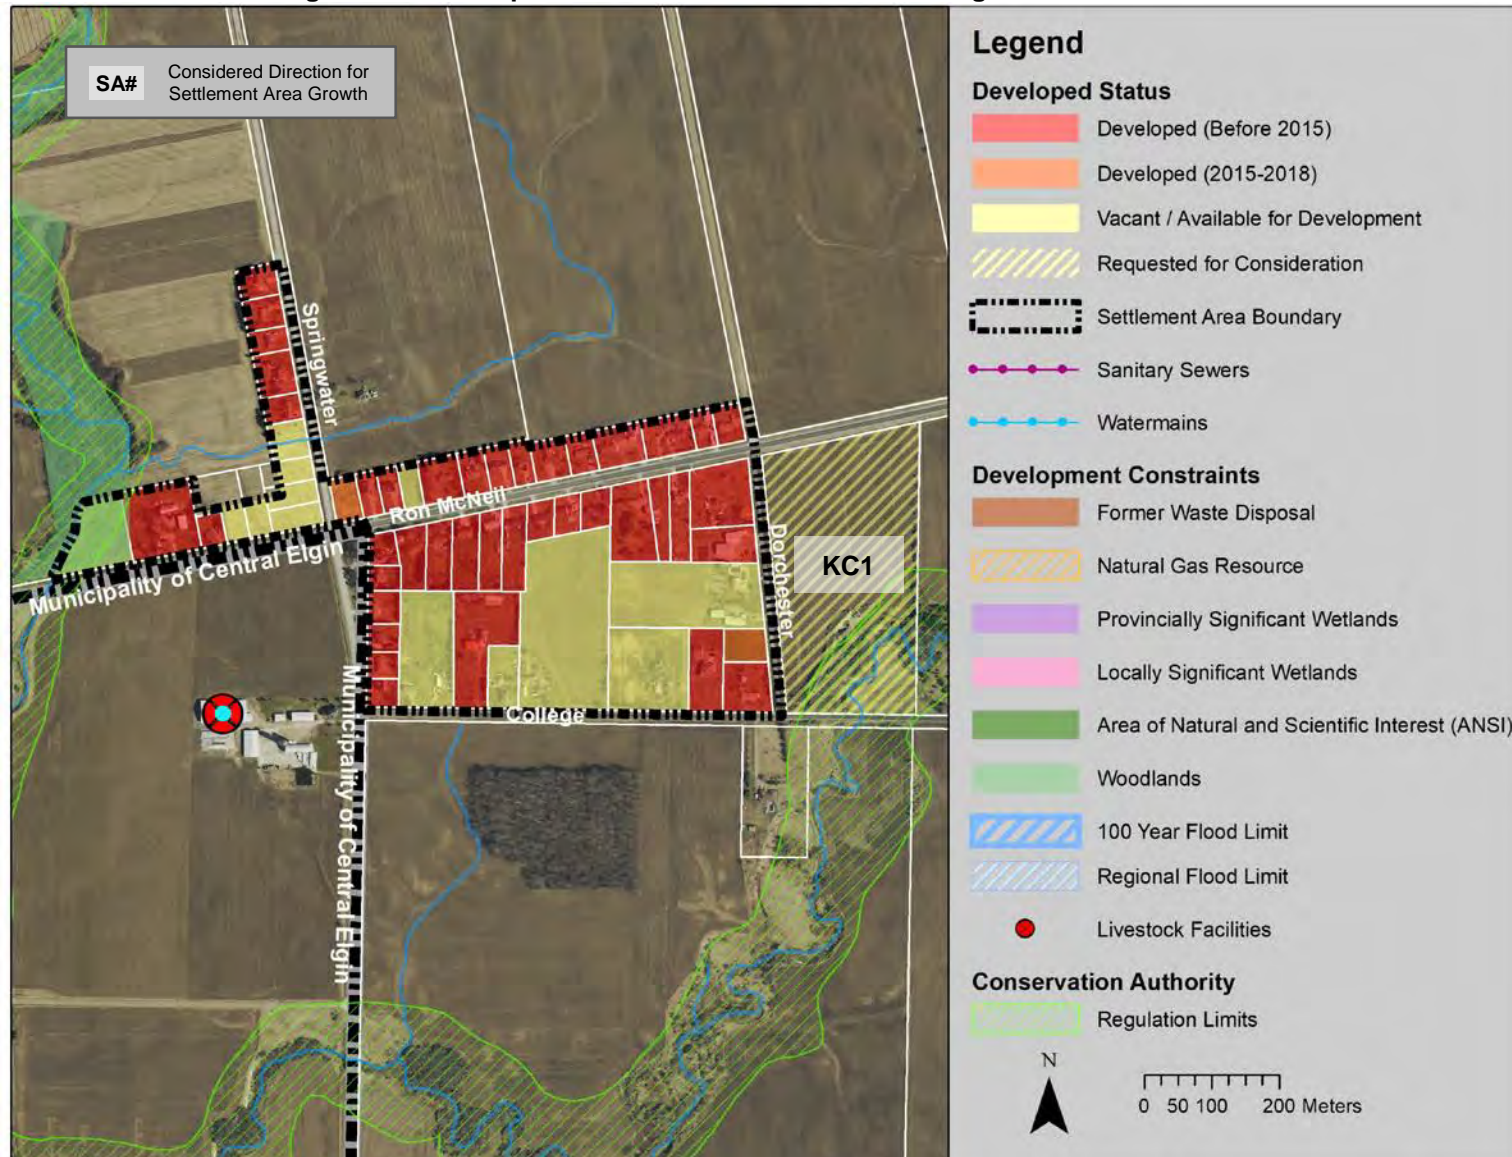 SA#
Considered Direction for
Settlement Area Growth
Springwater
Ron McNeil
Municipality of Central Elgin
Dorchester
KC1
College
Municipality of Central Elgin
Legend
Developed Status
Developed (Before 2015)
Developed (2015-2018)
Vacant / Available for Development
Requested for Consideration
Settlement Area Boundary
Sanitary Sewers
Watermains
Development Constraints
Former Waste Disposal
Natural Gas Resource
Provincially Significant Wetlands
Locally Significant Wetlands
Area of Natural and Scientific Interest (ANSI)
Woodlands
100 Year Flood Limit
Regional Flood Limit
Livestock Facilities
Conservation Authority
Regulation Limits
N
0 50 100 200 Meters